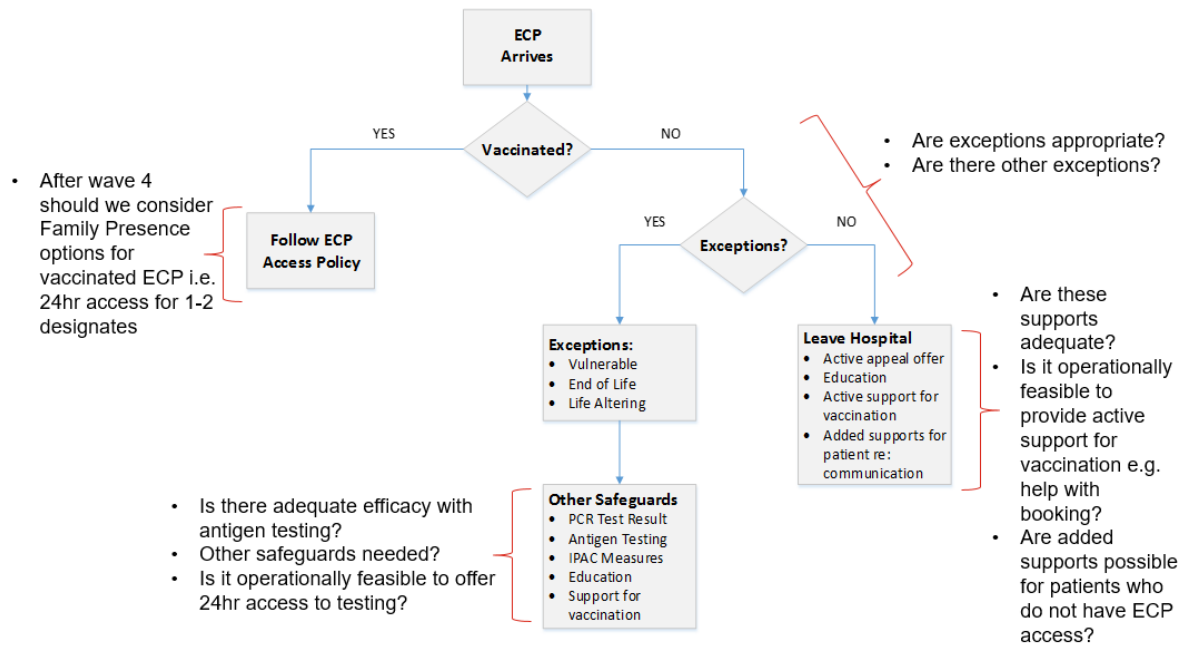 ECP
Arrives
YES
NO
Vaccinated?
• Are exceptions appropriate?
• Are there other exceptions?
• After wave 4
should we consider
Family Presence
options for
vaccinated ECP i.e.
24hr access for 1-2
designates
Follow ECP
Access Policy
YES
NO
Exceptions?
Exceptions:
• Vulnerable
• End of Life
• Life Altering
Leave Hospital
• Active appeal offer
• Education
• Active support for
vaccination
• Added supports for
patient re:
communication
• Are these
supports
adequate?
• Is it operationally
feasible to
provide active
support for
vaccination e.g.
help with
booking?
• Are added
supports possible
for patients who
do not have ECP
access?
• Is there adequate efficacy with
antigen testing?
• Other safeguards needed?
• Is it operationally feasible to offer
24hr access to testing?
Other Safeguards
• PCR Test Result
• Antigen Testing
• IPAC Measures
• Education
• Support for
vaccination